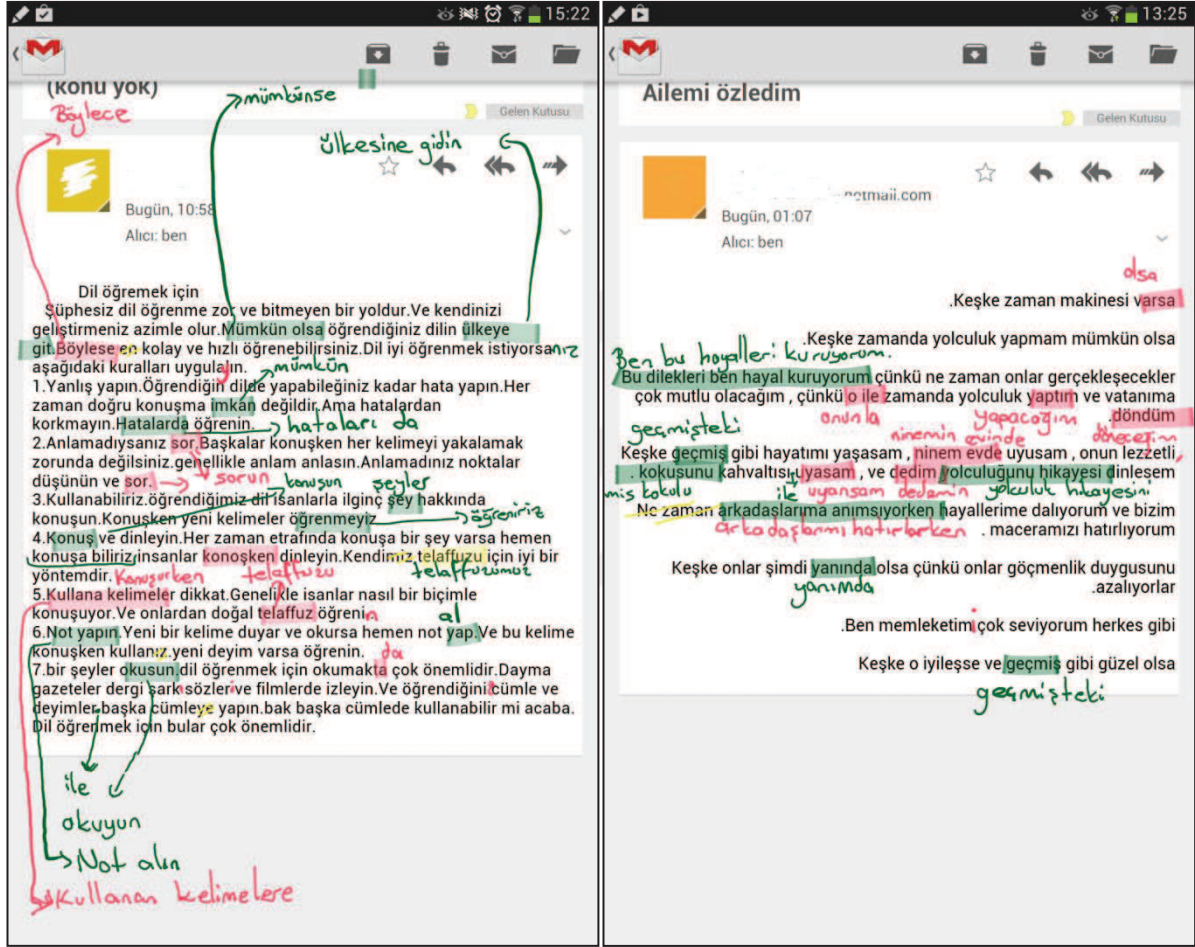 15:22
(konu yok)
Böylece
mümkünse
Gelen Kutusu
ülkesine gidin
Bugün, 10:58
Alıcı: ben
Dil öğremek için
Şüphesiz dil öğrenme zor ve bitmeyen bir yoldur.Ve kendinizi
geliştirmeniz azimle olur.Mümkün olsa öğrendiğiniz dilin ülkeye
git.Böylese en kolay ve hızlı öğrenebilirsiniz.Dil iyi öğrenmek istiyorsanız
aşağıdaki kuralları uygulaın.
mümkün
1.Yanlış yapın.Öğrendiğin dilde yapabileğiniz kadar hata yapın.Her
zaman doğru konuşma imkân değildir.Ama hatalardan
korkmayın.Hatalarda öğrenin.
hataları da
2.Anlamadıysanız sor.Başkalar konuşken her kelimeyi yakalamak
zorunda değilsiniz.genellikle anlam anlasın.Anlamadınız noktalar
düşünün ve sor.
sorun
konuşun
şeyler
3.Kullanabiliriz.öğrendiğimiz dil isanlarla ilginç şey hakkında
konuşun.Konuşken yeni kelimeler öğrenmeyiz
öğreniriz
4.Konuş ve dinleyin.Her zaman etrafında konuşa bir şey varsa hemen
konuşa biliriz.insanlar konoşken dinleyin.Kendimiz telaffuzu için iyi bir
yöntemdir.
Konuşurken
telaffuzu
telaffuzumuz
5.Kullana kelimeler dikkat.Genelikle isanlar nasıl bir biçimle
konuşuyor.Ve onlardan doğal telaffuz öğrenin
al
6.Not yapın.Yeni bir kelime duyar ve okursa hemen not yap.Ve bu kelime
konuşken kullanız.yeni deyim varsa öğrenin.
da
7.bir şeyler okusun.dil öğrenmek için okumakta çok önemlidir.Dayma
gazeteler dergi şarkı sözleri ve filmlerde izleyin.Ve öğrendiğini cümle ve
deyimler başka cümleye yapın.bak başka cümlede kullanabilir mi acaba.
Dil öğrenmek için bular çok önemlidir.
ile
okuyun
Not alın
Kullanan kelimelere
13:25
Ailemi özledim
Gelen Kutusu
Bugün, 01:07
Alıcı: ben
olsa
.Keşke zaman makinesi varsa
.Keşke zamanda yolculuk yapmam mümkün olsa
Ben bu hayalleri kuruyorum.
Bu dilekleri ben hayal kuruyorum çünkü ne zaman onlar gerçekleşecekler
çok mutlu olacağım , çünkü o ile zamanda yolculuk yaptım ve vatanıma
.döndüm
onunla
yapacağım
döneceğim
geçmişteki
ninemin evinde
Keşke geçmiş gibi hayatımı yaşasam , ninem evde uyusam , onun lezzetli
. kokusunu kahvaltısı uyasam , ve dedim yolculuğunu hikayesi dinlesem
mis kokulu
ile
uyansam
dedemin
yolculuk hikayesini
Ne zaman arkadaşlarıma anımsıyorken hayallerime dalıyorum ve bizim
. maceramızı hatırlıyorum
arkadaşlarımı hatırlarken
Keşke onlar şimdi yanında olsa çünkü onlar göçmenlik duygusunu
.azalıyorlar
yanımda
.Ben memleketimi çok seviyorum herkes gibi
Keşke o iyileşse ve geçmiş gibi güzel olsa
geçmişteki